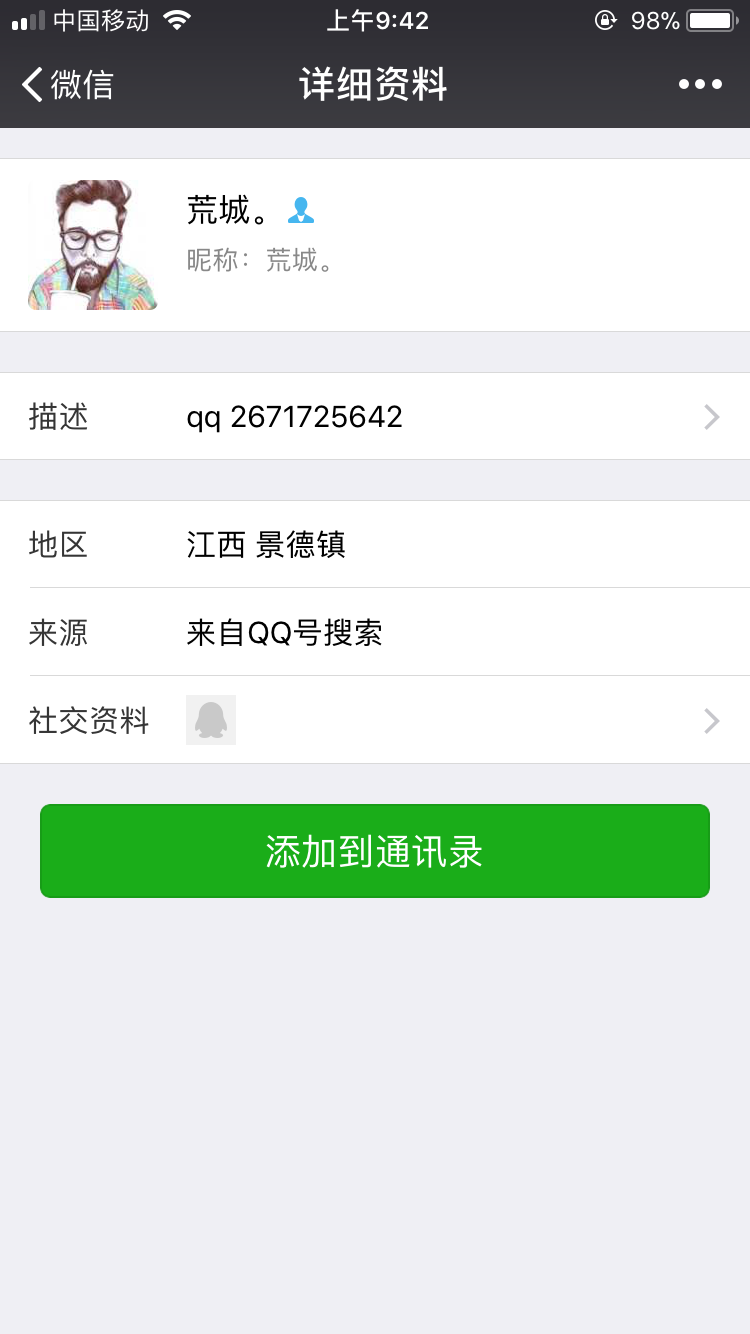 中国移动 上午9:42 98%
微信 详细资料
荒城。
昵称：荒城。
描述 qq 2671725642
地区 江西 景德镇
来源 来自QQ号搜索
社交资料
添加到通讯录